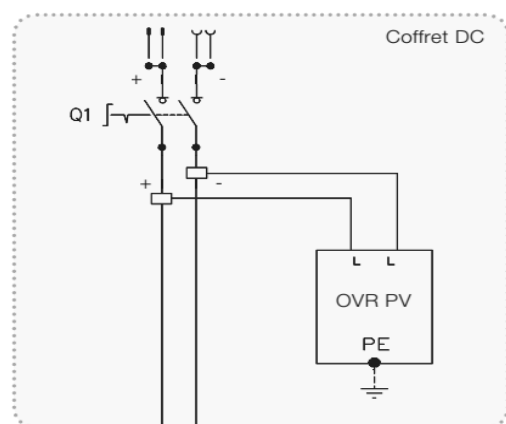 Coffret DC
+ -
Q1
+ -
L L
OVR PV
PE